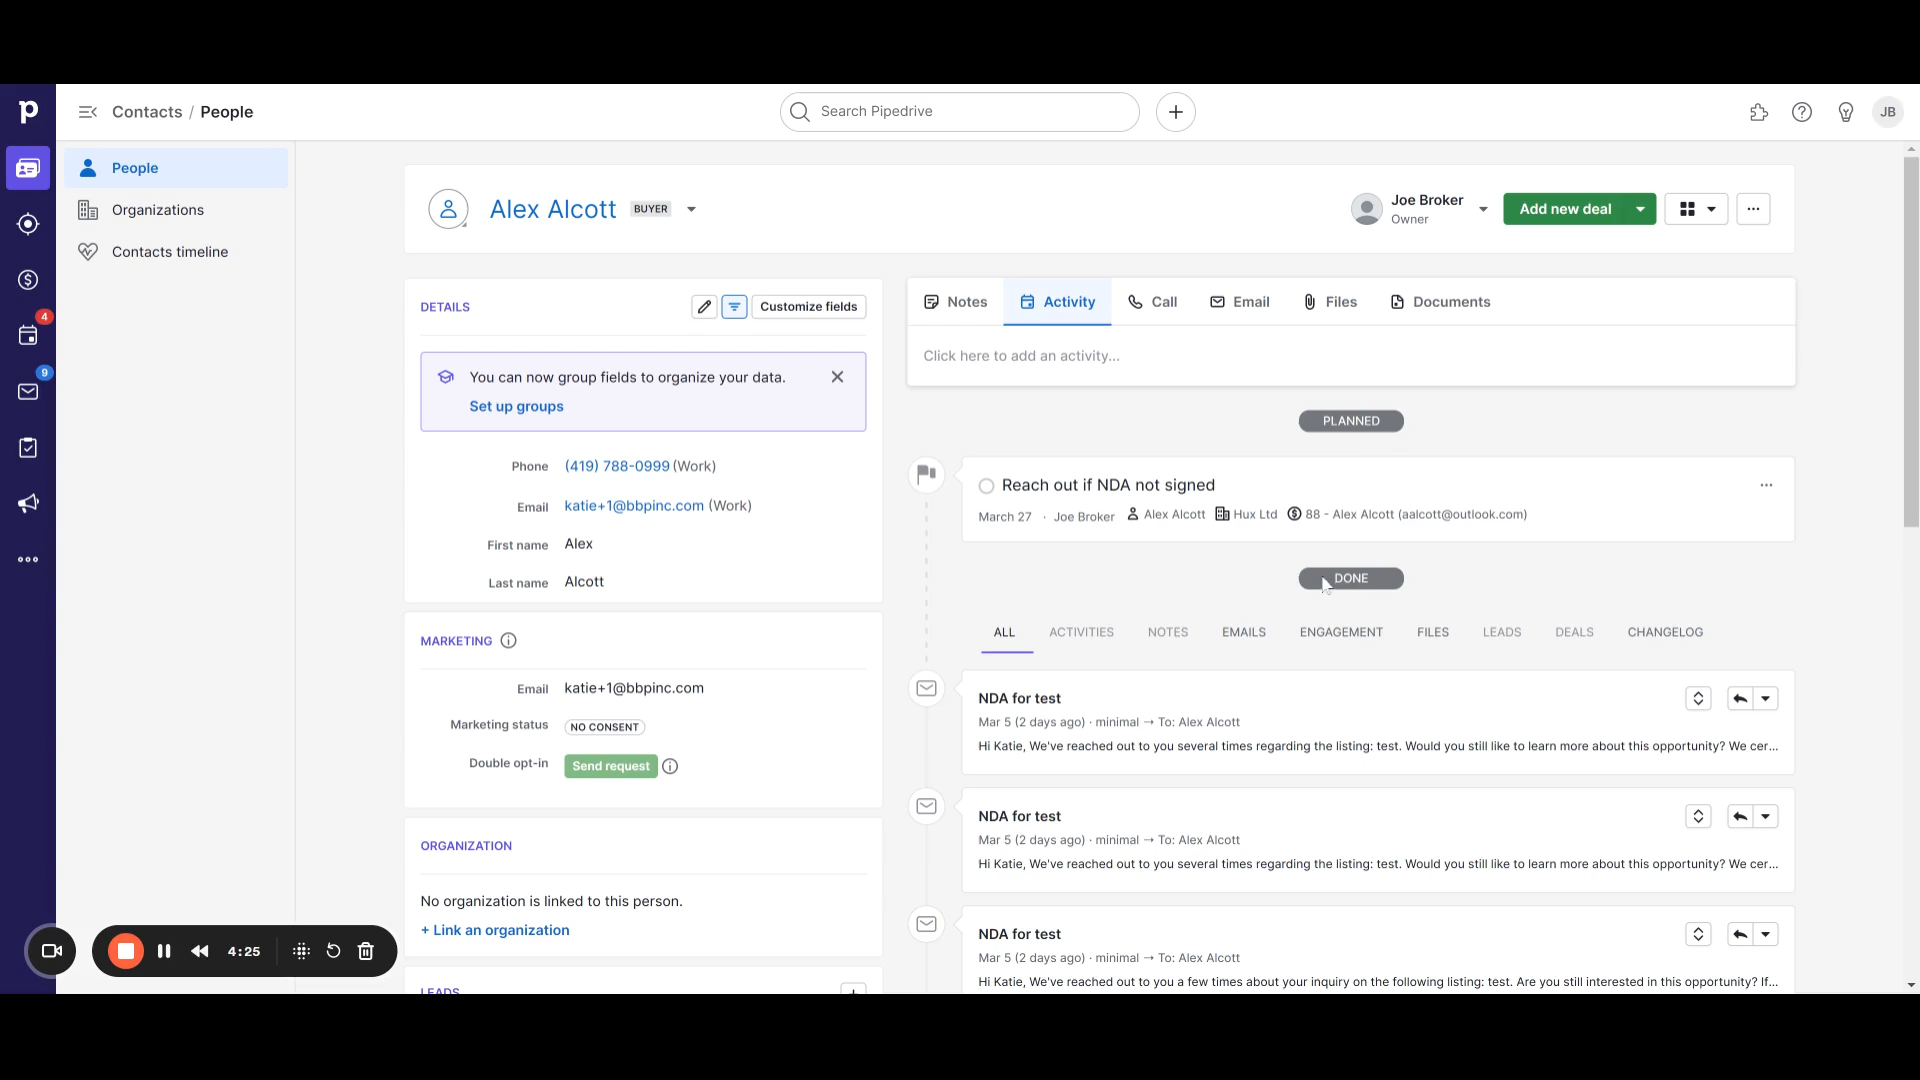 p
Contacts / People
Search Pipedrive
JB
People
Organizations
Contacts timeline
4
9
Alex Alcott BUYER
Joe Broker
Owner
Add new deal
DETAILS
Customize fields
You can now group fields to organize your data.
Set up groups
Phone (419) 788-0999 (Work)
Email katie+1@bbpinc.com (Work)
First name Alex
Last name Alcott
MARKETING
Email katie+1@bbpinc.com
Marketing status NO CONSENT
Double opt-in Send request
ORGANIZATION
No organization is linked to this person.
+ Link an organization
LEADS
4:25
Notes Activity Call Email Files Documents
Click here to add an activity...
PLANNED
Reach out if NDA not signed
March 27 · Joe Broker Alex Alcott Hux Ltd 88 - Alex Alcott (aalcott@outlook.com)
DONE
ALL ACTIVITIES NOTES EMAILS ENGAGEMENT FILES LEADS DEALS CHANGELOG
NDA for test
Mar 5 (2 days ago) · minimal → To: Alex Alcott
Hi Katie, We've reached out to you several times regarding the listing: test. Would you still like to learn more about this opportunity? We cer...
NDA for test
Mar 5 (2 days ago) · minimal → To: Alex Alcott
Hi Katie, We've reached out to you several times regarding the listing: test. Would you still like to learn more about this opportunity? We cer...
NDA for test
Mar 5 (2 days ago) · minimal → To: Alex Alcott
Hi Katie, We've reached out to you a few times about your inquiry on the following listing: test. Are you still interested in this opportunity? If...